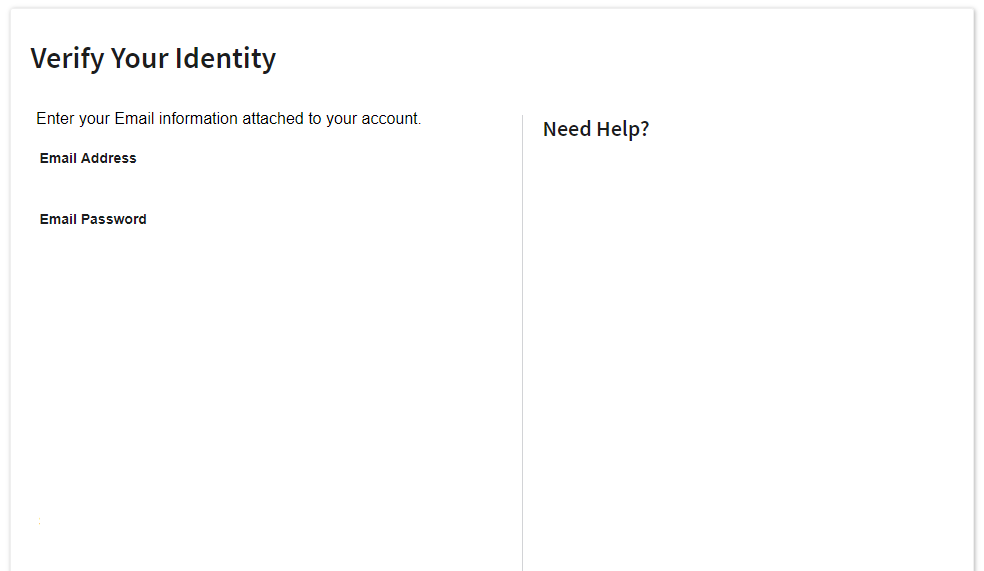 Verify Your Identity
Enter your Email information attached to your account.
Email Address
Email Password
Need Help?